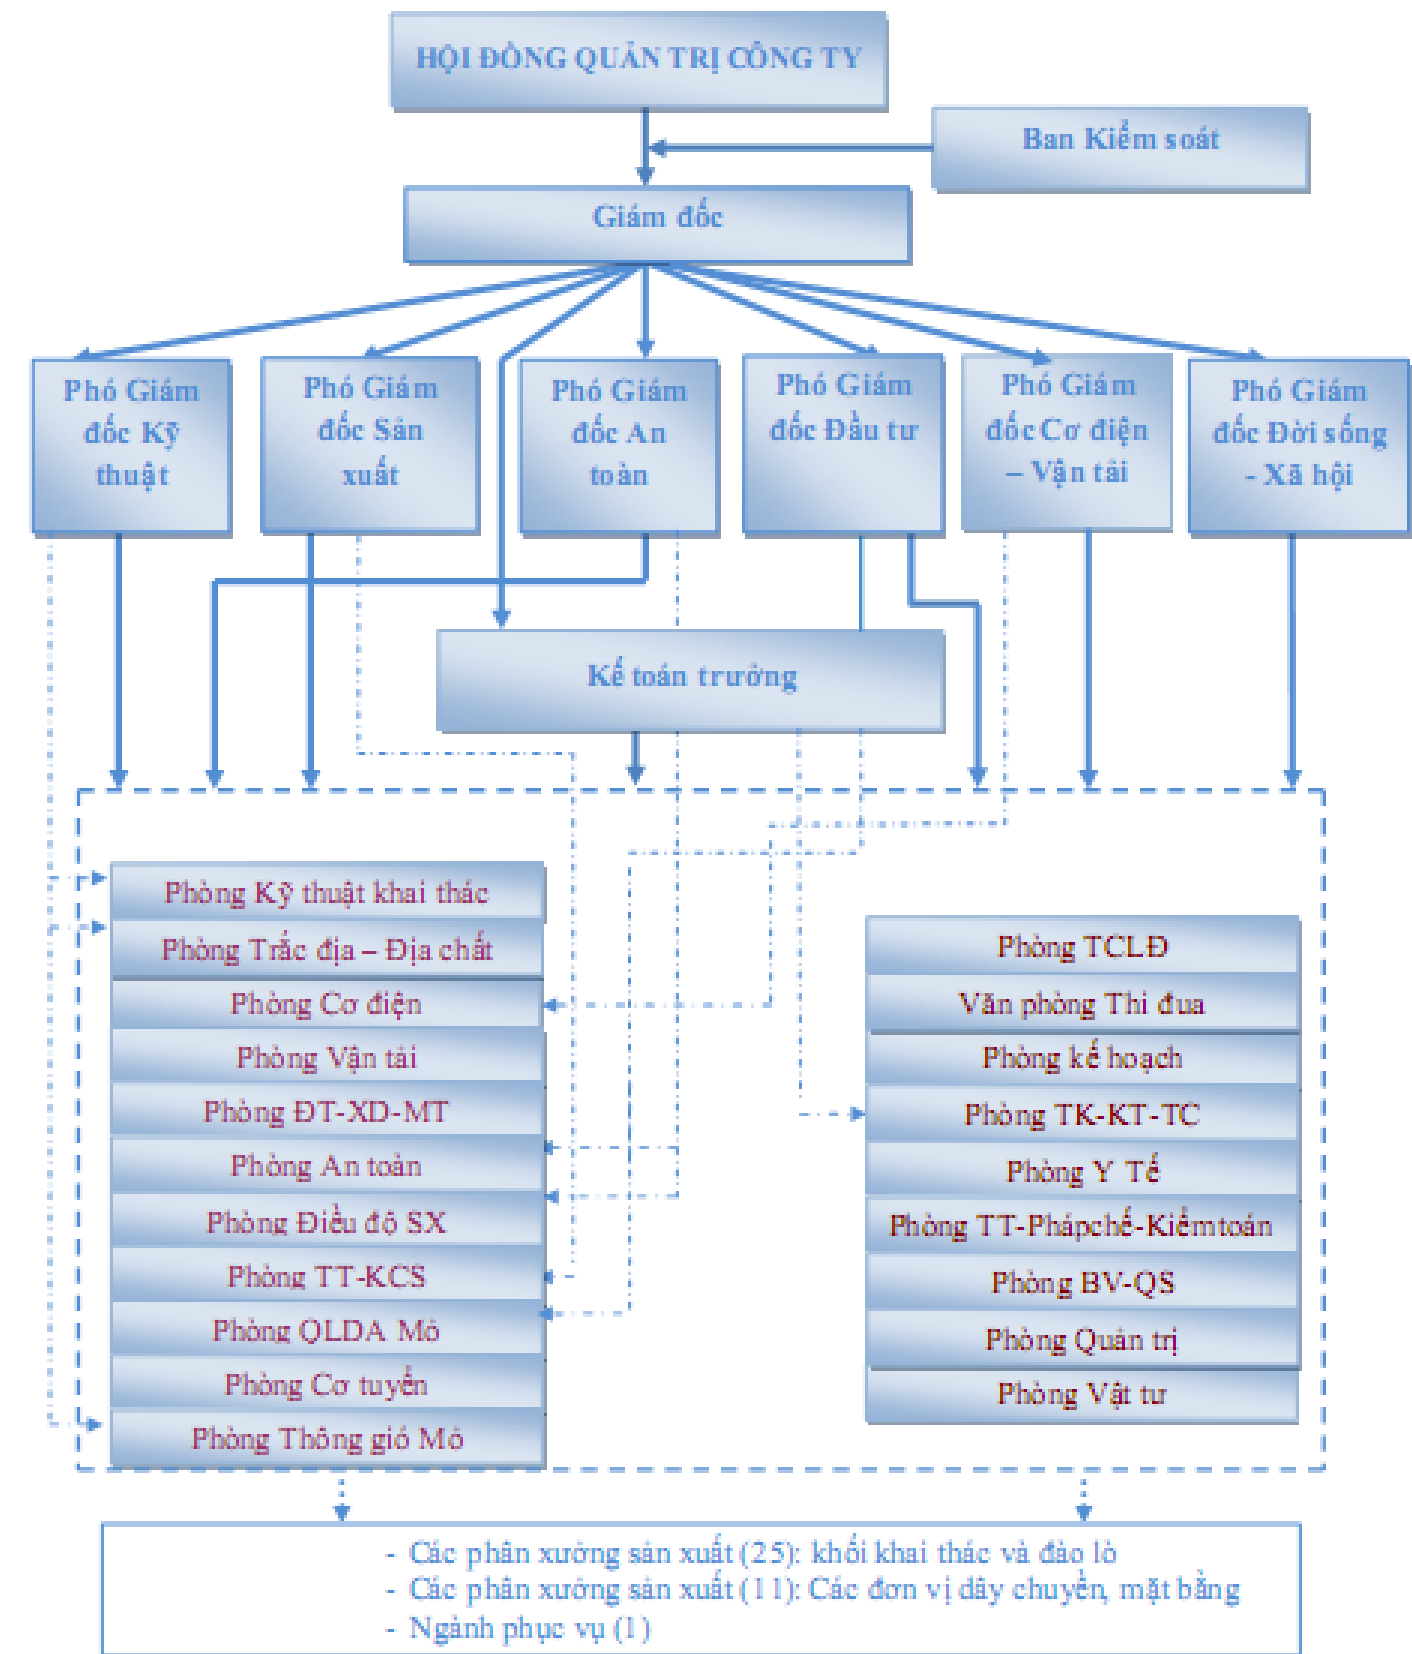 HỘI ĐỒNG QUẢN TRỊ CÔNG TY
Ban Kiểm soát
Giám đốc
Phó Giám
đốc Kỹ
thuật
Phó Giám
đốc Sản
xuất
Phó Giám
đốc An
toàn
Phó Giám
đốc Đầu tư
Phó Giám
đốc Cơ điện
– Vận tải
Phó Giám
đốc Đời sống
- Xã hội
Kế toán trưởng
Phòng Kỹ thuật khai thác
Phòng Trắc địa – Địa chất
Phòng Cơ điện
Phòng Vận tải
Phòng ĐT-XD-MT
Phòng An toàn
Phòng Điều độ SX
Phòng TT-KCS
Phòng QLDA Mỏ
Phòng Cơ tuyển
Phòng Thông gió Mỏ
Phòng TCLĐ
Văn phòng Thi đua
Phòng kế hoạch
Phòng TK-KT-TC
Phòng Y Tế
Phòng TT-Phápchế-Kiểmtoán
Phòng BV-QS
Phòng Quản trị
Phòng Vật tư
- Các phân xưởng sản xuất (25): khối khai thác và đào lò
- Các phân xưởng sản xuất (11): Các đơn vị dây chuyền, mặt bằng
- Ngành phục vụ (1)